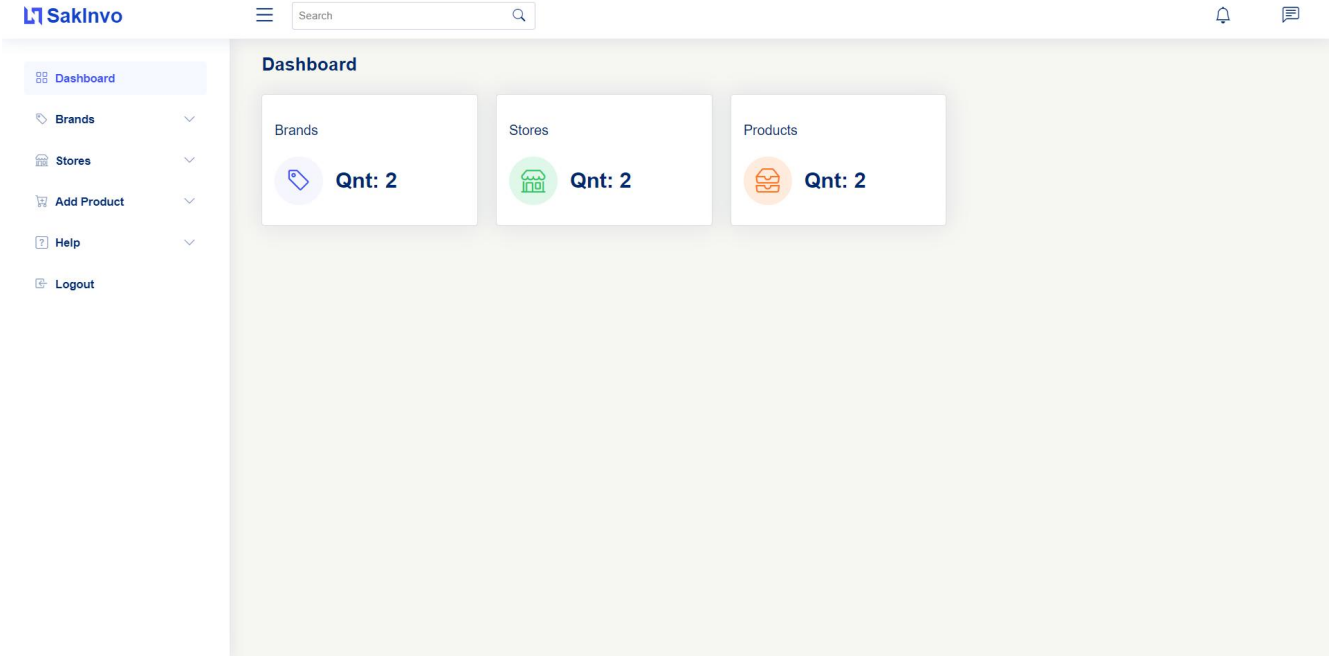 SakInvo
Search
Dashboard
Brands
Stores
Add Product
Help
Logout
Dashboard
Brands
Qnt: 2
Stores
Qnt: 2
Products
Qnt: 2